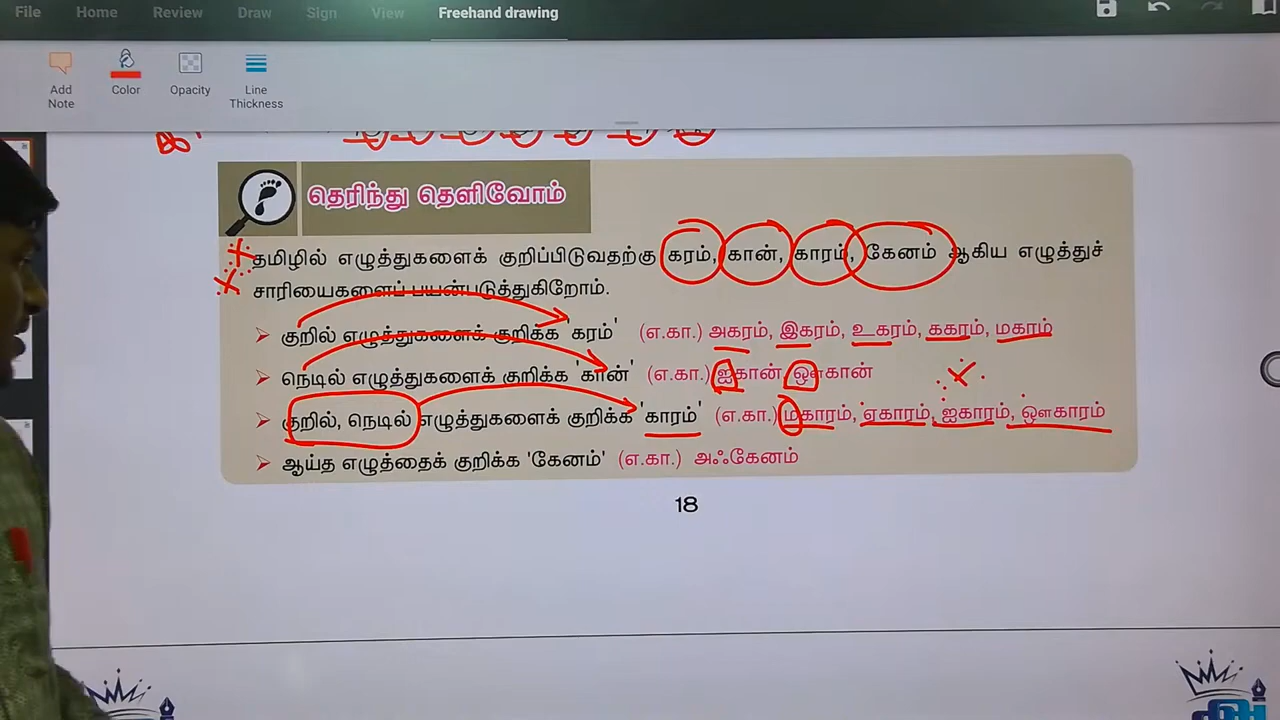 File Home Review Draw Sign View Freehand drawing
Add Note Color Opacity Line Thickness
தெரிந்து தெளிவோம்
தமிழில் எழுத்துகளைக் குறிப்பிடுவதற்கு கரம், கான், காரம், கேனம் ஆகிய எழுத்துச்
சாரியைகளைப் பயன்படுத்துகிறோம்.
➢ குறில் எழுத்துகளைக் குறிக்க 'கரம்' (எ.கா.) அகரம், இகரம், உகரம், ககரம், மகரம்
➢ நெடில் எழுத்துகளைக் குறிக்க 'கான்' (எ.கா.) ஐகான், ஔகான்
➢ குறில், நெடில் எழுத்துகளைக் குறிக்க 'காரம்' (எ.கா.) மகாரம், ஏகாரம், ஐகாரம், ஔகாரம்
➢ ஆய்த எழுத்தைக் குறிக்க 'கேனம்' (எ.கா.) அஃகேனம்
18